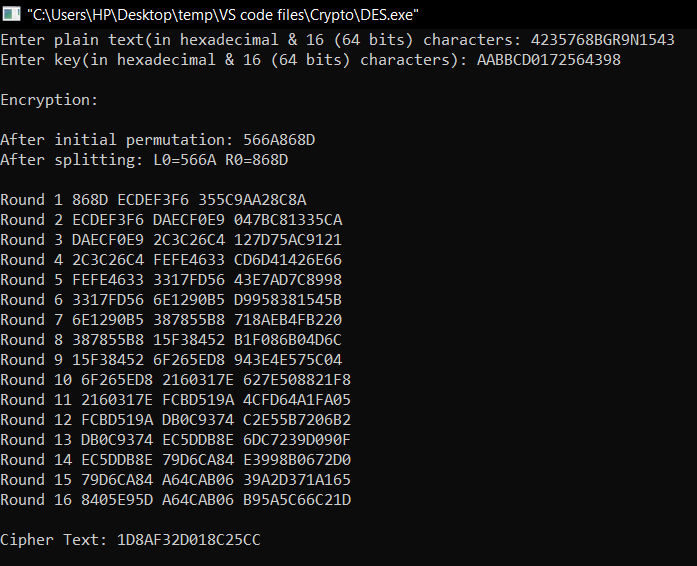 "C:\Users\HP\Desktop\temp\VS code files\Crypto\DES.exe"
Enter plain text(in hexadecimal & 16 (64 bits) characters: 4235768BGR9N1543
Enter key(in hexadecimal & 16 (64 bits) characters): AABBCD0172564398
Encryption:
After initial permutation: 566A868D
After splitting: L0=566A R0=868D
Round 1 868D ECDEF3F6 355C9AA28C8A
Round 2 ECDEF3F6 DAECF0E9 047BC81335CA
Round 3 DAECF0E9 2C3C26C4 127D75AC9121
Round 4 2C3C26C4 FEFE4633 CD6D41426E66
Round 5 FEFE4633 3317FD56 43E7AD7C8998
Round 6 3317FD56 6E1290B5 D9958381545B
Round 7 6E1290B5 387855B8 718AEB4FB220
Round 8 387855B8 15F38452 B1F086B04D6C
Round 9 15F38452 6F265ED8 943E4E575C04
Round 10 6F265ED8 2160317E 627E508821F8
Round 11 2160317E FCBD519A 4CFD64A1FA05
Round 12 FCBD519A DB0C9374 C2E55B7206B2
Round 13 DB0C9374 EC5DDB8E 6DC7239D090F
Round 14 EC5DDB8E 79D6CA84 E3998B0672D0
Round 15 79D6CA84 A64CAB06 39A2D371A165
Round 16 8405E95D A64CAB06 B95A5C66C21D
Cipher Text: 1D8AF32D018C25CC